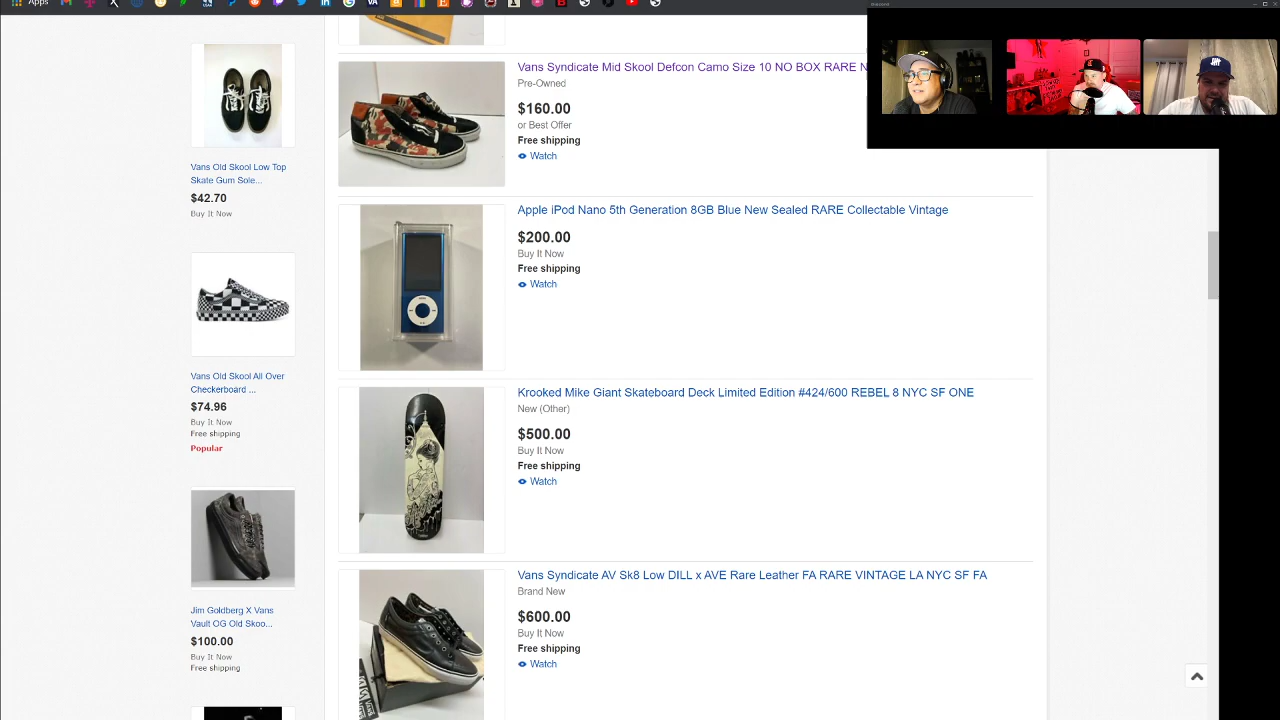 Apps
Vans Old Skool Low Top
Skate Gum Sole...
$42.70
Buy It Now
Vans Old Skool All Over
Checkerboard ...
$74.96
Buy It Now
Free shipping
Popular
Jim Goldberg X Vans
Vault OG Old Skoo...
$100.00
Buy It Now
Free shipping
Vans Syndicate Mid Skool Defcon Camo Size 10 NO BOX RARE N
Pre-Owned
$160.00
or Best Offer
Free shipping
Watch
Apple iPod Nano 5th Generation 8GB Blue New Sealed RARE Collectable Vintage
$200.00
Buy It Now
Free shipping
Watch
Krooked Mike Giant Skateboard Deck Limited Edition #424/600 REBEL 8 NYC SF ONE
New (Other)
$500.00
Buy It Now
Free shipping
Watch
Vans Syndicate AV Sk8 Low DILL x AVE Rare Leather FA RARE VINTAGE LA NYC SF FA
Brand New
$600.00
Buy It Now
Free shipping
Watch